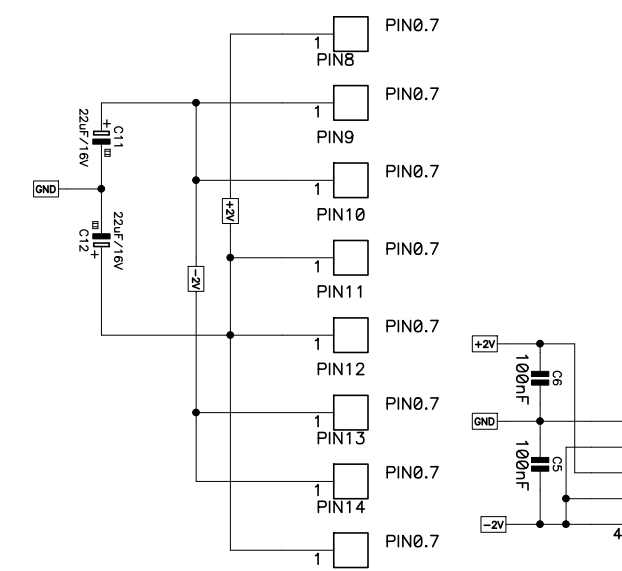 PIN0.7
1
PIN8
PIN0.7
1
PIN9
C11
22uF/16V
+
PIN0.7
1
PIN10
GND
+2V
C12
22uF/16V
+
PIN0.7
1
PIN11
-2V
PIN0.7
1
PIN12
+2V
C6
100nF
PIN0.7
1
PIN13
GND
C5
100nF
PIN0.7
1
PIN14
-2V
4
PIN0.7
1